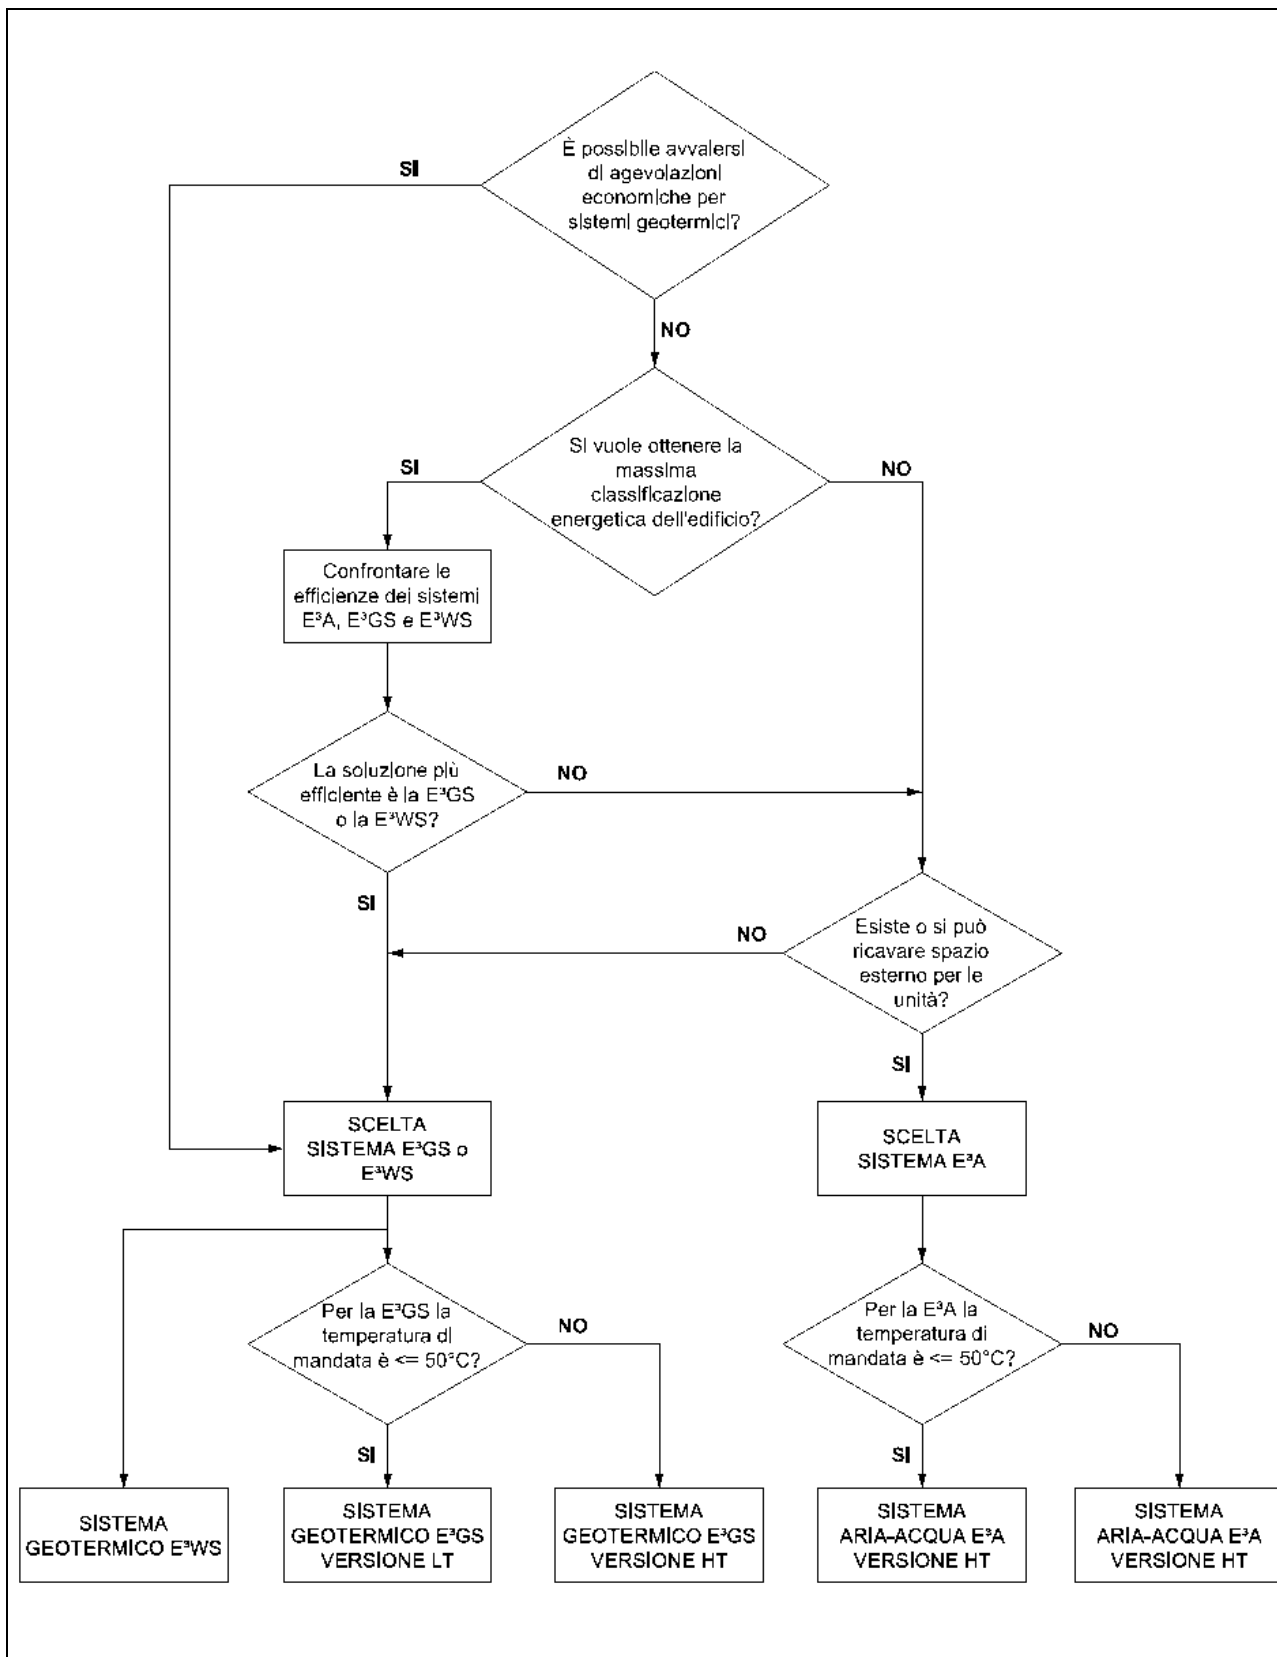 È possibile avvalersi
di agevolazioni
economiche per
sistemi geotermici?
SI
NO
Si vuole ottenere la
massima
classificazione
energetica dell'edificio?
SI
NO
Confrontare le
efficienze dei sistemi
E³A, E³GS e E³WS
La soluzione più
efficiente è la E³GS
o la E³WS?
NO
SI
Esiste o si può
ricavare spazio
esterno per le
unità?
NO
SI
SCELTA
SISTEMA E³GS o
E³WS
SCELTA
SISTEMA E³A
Per la E³GS la
temperatura di
mandata è <= 50°C?
NO
SI
Per la E³A la
temperatura di
mandata è <= 50°C?
NO
SI
SISTEMA
GEOTERMICO E³WS
SISTEMA
GEOTERMICO E³GS
VERSIONE LT
SISTEMA
GEOTERMICO E³GS
VERSIONE HT
SISTEMA
ARIA-ACQUA E³A
VERSIONE HT
SISTEMA
ARIA-ACQUA E³A
VERSIONE HT